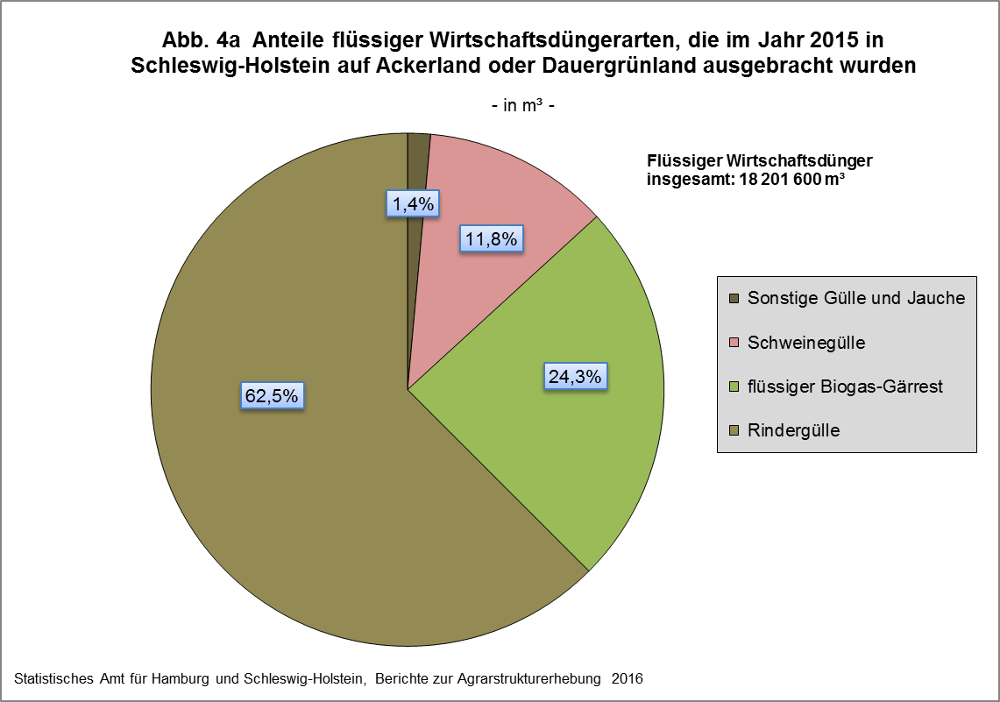 Abb. 4a Anteile flüssiger Wirtschaftsdüngerarten, die im Jahr 2015 in
Schleswig-Holstein auf Ackerland oder Dauergrünland ausgebracht wurden
- in m³ -
Flüssiger Wirtschaftsdünger
insgesamt: 18 201 600 m³
1,4%
11,8%
24,3%
62,5%
Sonstige Gülle und Jauche
Schweinegülle
flüssiger Biogas-Gärrest
Rindergülle
Statistisches Amt für Hamburg und Schleswig-Holstein, Berichte zur Agrarstrukturerhebung 2016